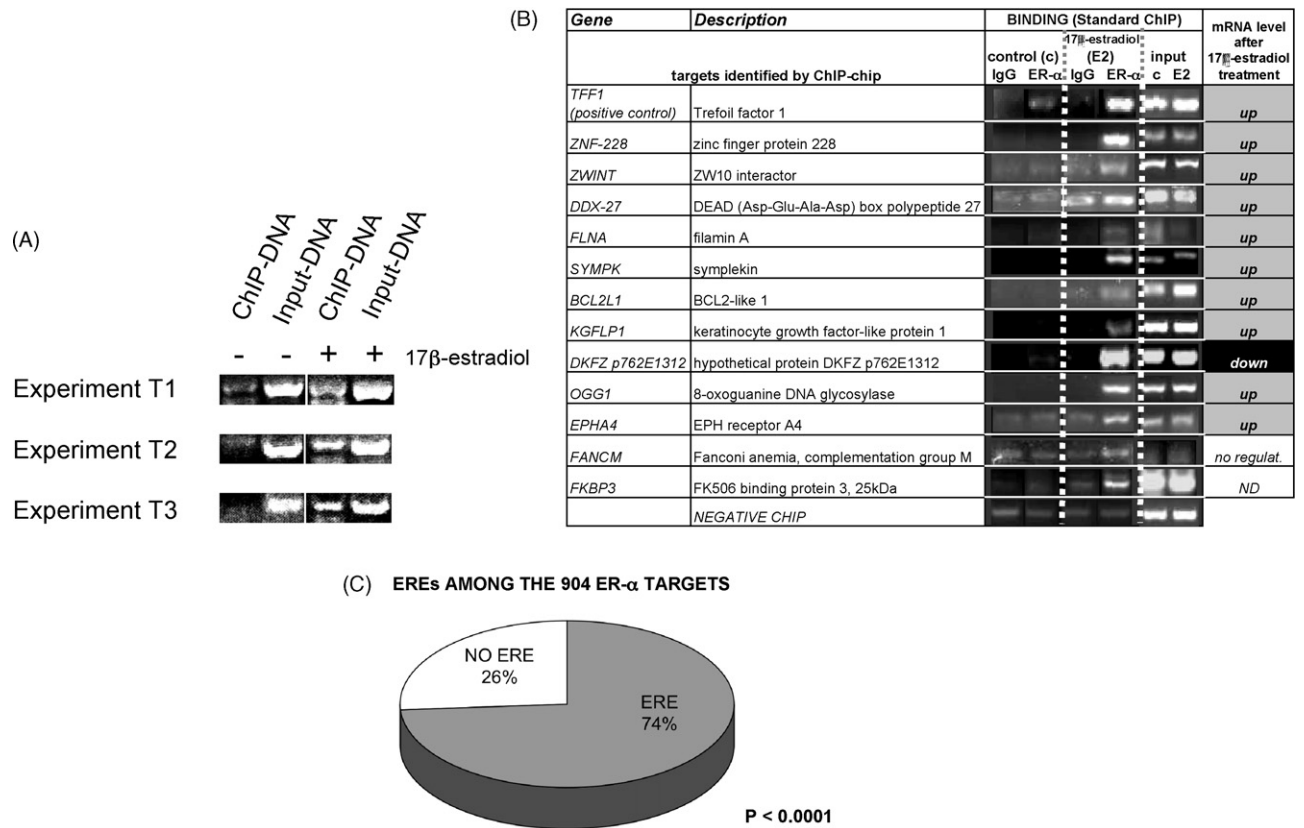 (A)
ChIP-DNA
Input-DNA
ChIP-DNA
Input-DNA
- - + + 17β-estradiol
Experiment T1
Experiment T2
Experiment T3
(B)
Gene Description BINDING (Standard ChIP) mRNA level
after
17-estradiol
treatment
targets identified by ChIP-chip
control (c) 17-estradiol
(E2) input
IgG ER-α IgG ER-α c E2
TFF1
(positive control) Trefoil factor 1 up
ZNF-228 zinc finger protein 228 up
ZWINT ZW10 interactor up
DDX-27 DEAD (Asp-Glu-Ala-Asp) box polypeptide 27 up
FLNA filamin A up
SYMPK symplekin up
BCL2L1 BCL2-like 1 up
KGFLP1 keratinocyte growth factor-like protein 1 up
DKFZ p762E1312 hypothetical protein DKFZ p762E1312 down
OGG1 8-oxoguanine DNA glycosylase up
EPHA4 EPH receptor A4 up
FANCM Fanconi anemia, complementation group M no regulat.
FKBP3 FK506 binding protein 3, 25kDa ND
NEGATIVE CHIP
(C) EREs AMONG THE 904 ER-α TARGETS
NO ERE
26%
ERE
74%
P < 0.0001